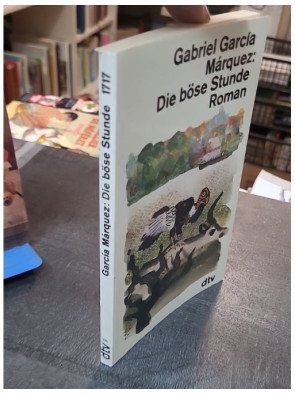 Gabriel García
Márquez:
Die böse Stunde
Roman
dtv
García Márquez: Die böse Stunde 1717
dtv